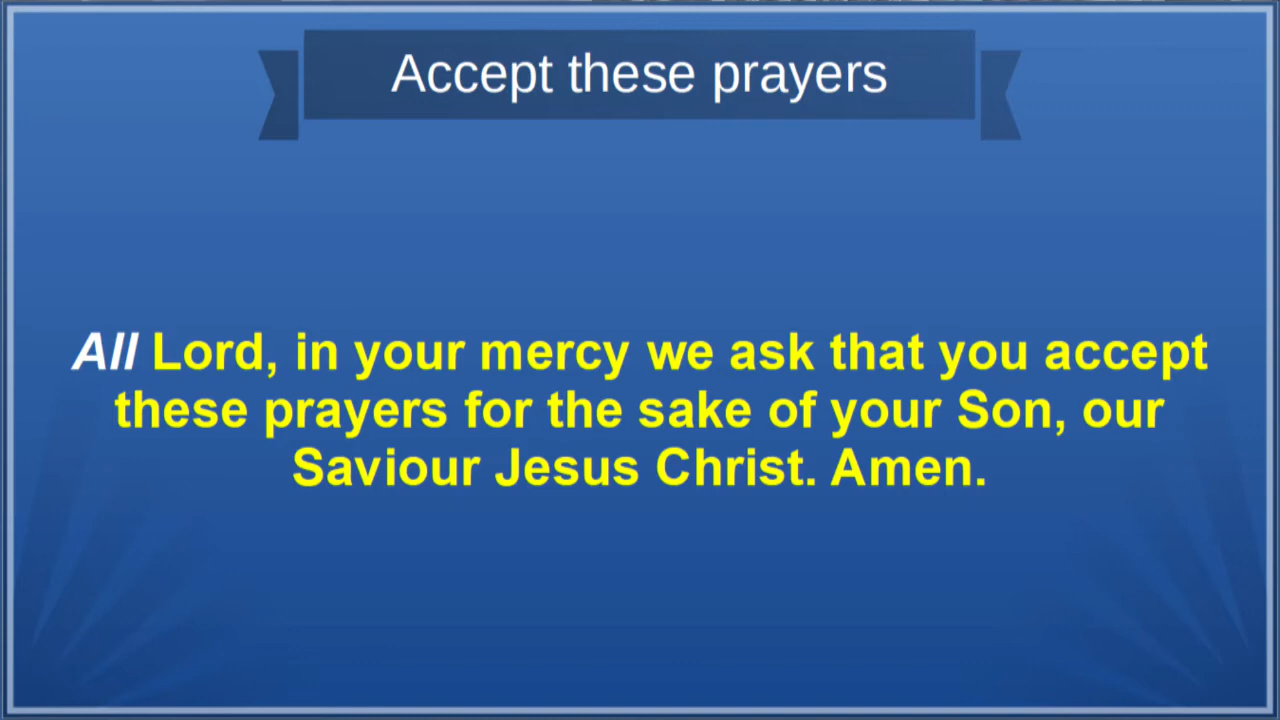 Accept these prayers
All Lord, in your mercy we ask that you accept
these prayers for the sake of your Son, our
Saviour Jesus Christ. Amen.